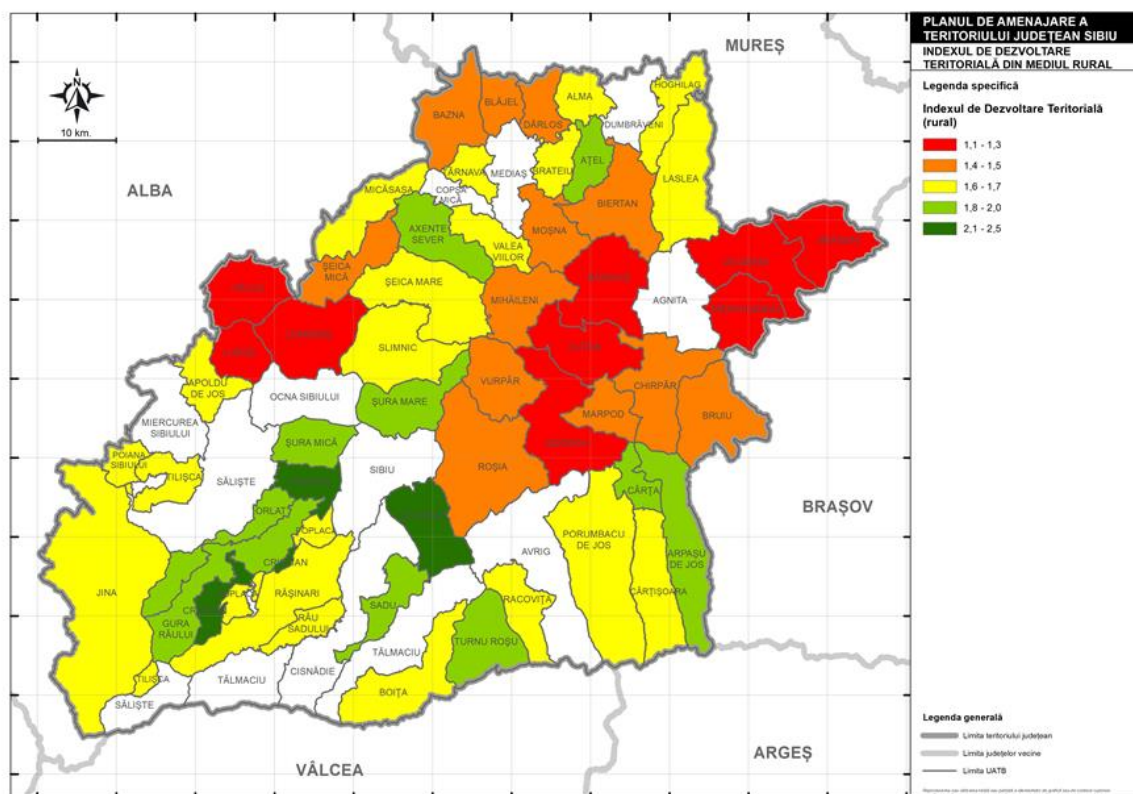 PLANUL DE AMENAJARE A
TERITORIULUI JUDEȚEAN SIBIU
INDEXUL DE DEZVOLTARE
TERITORIALĂ DIN MEDIUL RURAL
Legenda specifică
Indexul de Dezvoltare Teritorială
(rural)
1,1 - 1,3
1,4 - 1,5
1,6 - 1,7
1,8 - 2,0
2,1 - 2,5
N
10 km.
MUREȘ
ALBA
BRAȘOV
ARGEȘ
VÂLCEA
BAZNA
BLĂJEL
DÂRLOS
ALMA
DUMBRĂVENI
HOGHILAG
TÂRNAVA
MEDIAȘ
BRATEIU
AȚEL
LASLEA
MICĂSASA
COPȘA
MICĂ
BIERTAN
AXENTE
SEVER
VALEA
VIILOR
MOȘNA
ȘEICA
MICĂ
ȘEICA MARE
MIHĂILENI
AGNITA
SLIMNIC
APOLDU
DE JOS
OCNA SIBIULUI
ȘURA MARE
VURPĂR
CHIRPĂR
MARPOD
BRUIU
MIERCUREA
SIBIULUI
ȘURA MICĂ
POIANA
SIBIULUI
TILIȘCA
SĂLIȘTE
SIBIU
ROȘIA
CÂRȚA
ORLAT
POPLACA
PORUMBACU
DE JOS
AVRIG
ARPAȘU
DE JOS
JINA
RĂȘINARI
CÂRȚIȘOARA
GURA
RÂULUI
RÂU
SADULUI
SADU
RACOVIȚA
TURNU ROȘU
TĂLMACIU
TILIȘCA
TĂLMACIU
CISNĂDIE
BOIȚA
SĂLIȘTE
Legenda generală
Limita teritoriului județean
Limita județelor vecine
Limita UATB